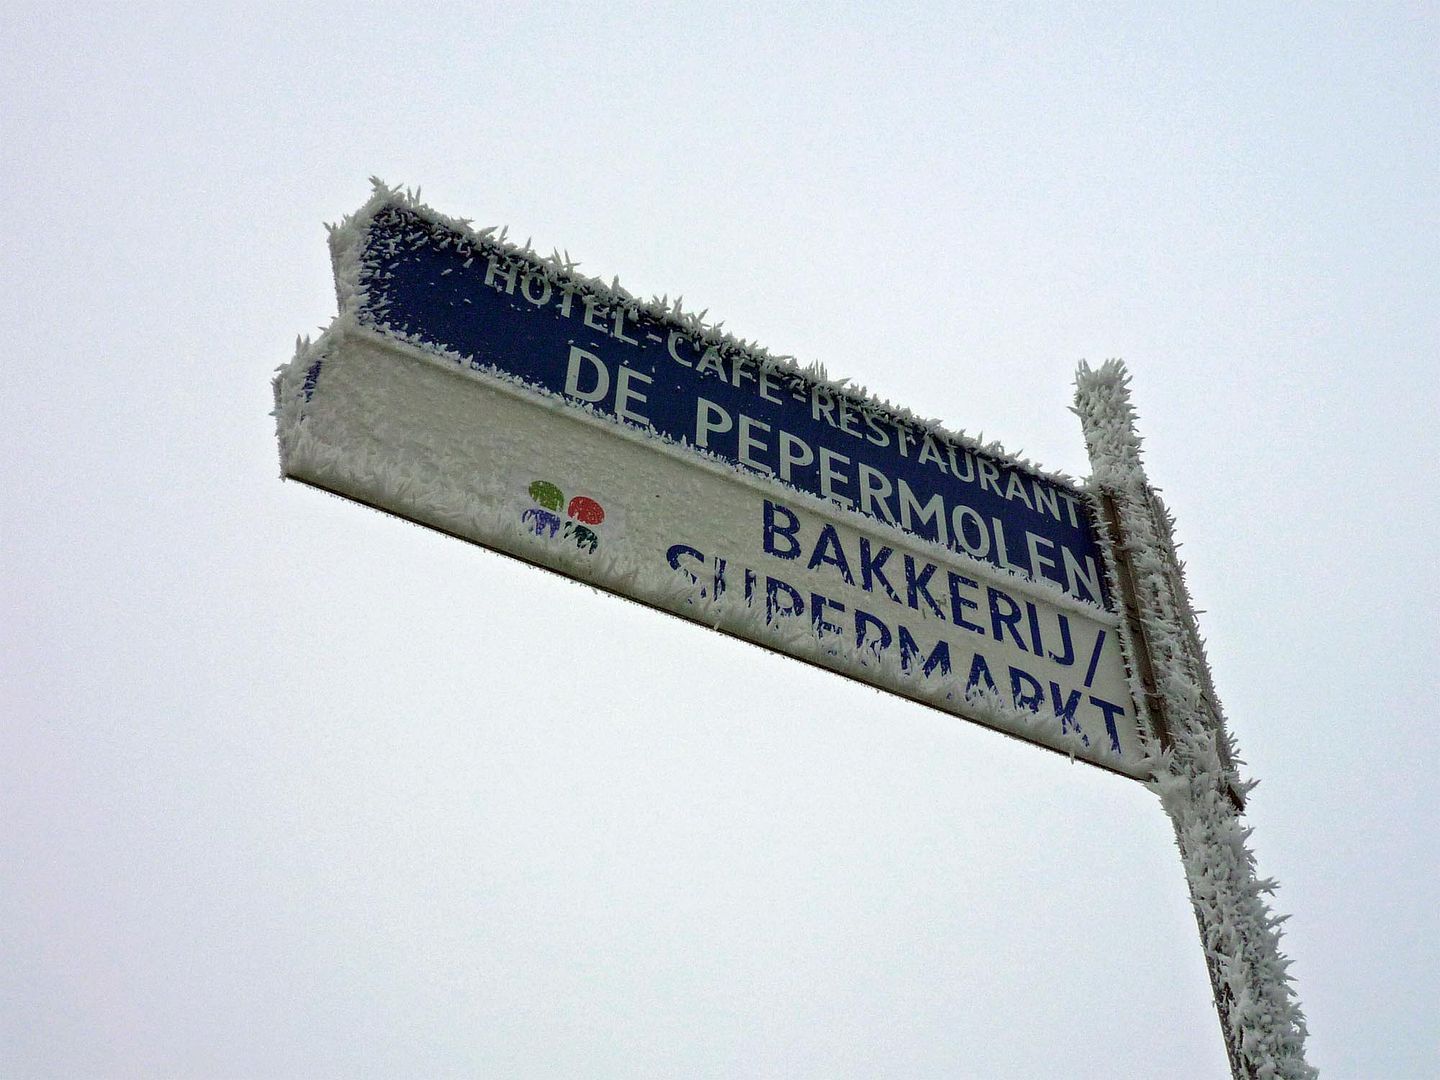 HOTEL-CAFE-RESTAURANT
DE PEPERMOLEN
BAKKERIJ/
SUPERMARKT